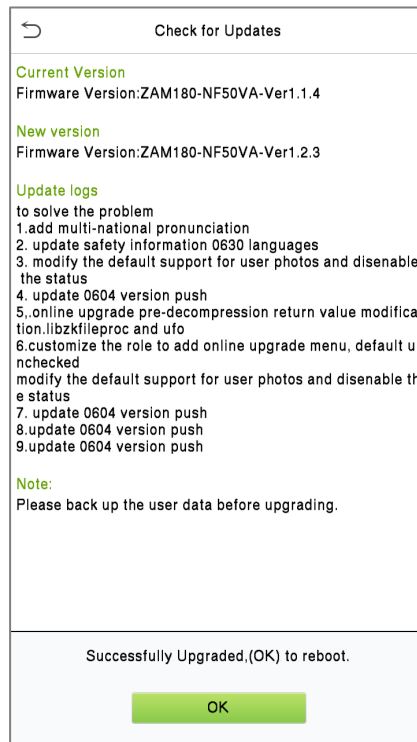 Check for Updates
Current Version
Firmware Version:ZAM180-NF50VA-Ver1.1.4
New version
Firmware Version:ZAM180-NF50VA-Ver1.2.3
Update logs
to solve the problem
1.add multi-national pronunciation
2. update safety information 0630 languages
3. modify the default support for user photos and disenable
the status
4. update 0604 version push
5,.online upgrade pre-decompression return value modifica
tion.libzkfileproc and ufo
6.customize the role to add online upgrade menu, default u
nchecked
modify the default support for user photos and disenable th
e status
7. update 0604 version push
8.update 0604 version push
9.update 0604 version push
Note:
Please back up the user data before upgrading.
Successfully Upgraded,(OK) to reboot.
OK